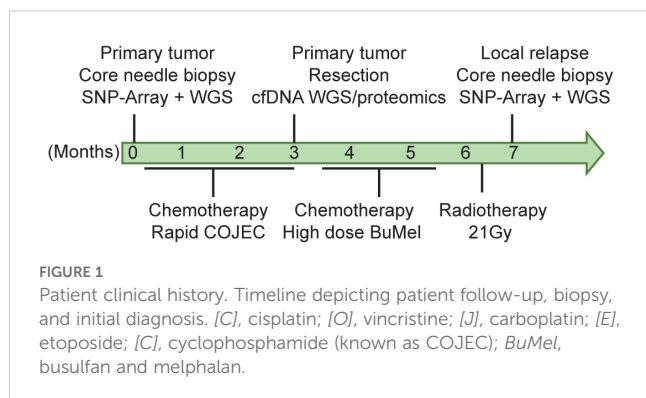 Primary tumor
Core needle biopsy
SNP-Array + WGS
Primary tumor
Resection
cfDNA WGS/proteomics
Local relapse
Core needle biopsy
SNP-Array + WGS
(Months) 0 1 2 3 4 5 6 7
Chemotherapy
Rapid COJEC
Chemotherapy
High dose BuMel
Radiotherapy
21Gy
FIGURE 1
Patient clinical history. Timeline depicting patient follow-up, biopsy,
and initial diagnosis. [C], cisplatin; [O], vincristine; [J], carboplatin; [E],
etoposide; [C], cyclophosphamide (known as COJEC); BuMel,
busulfan and melphalan.